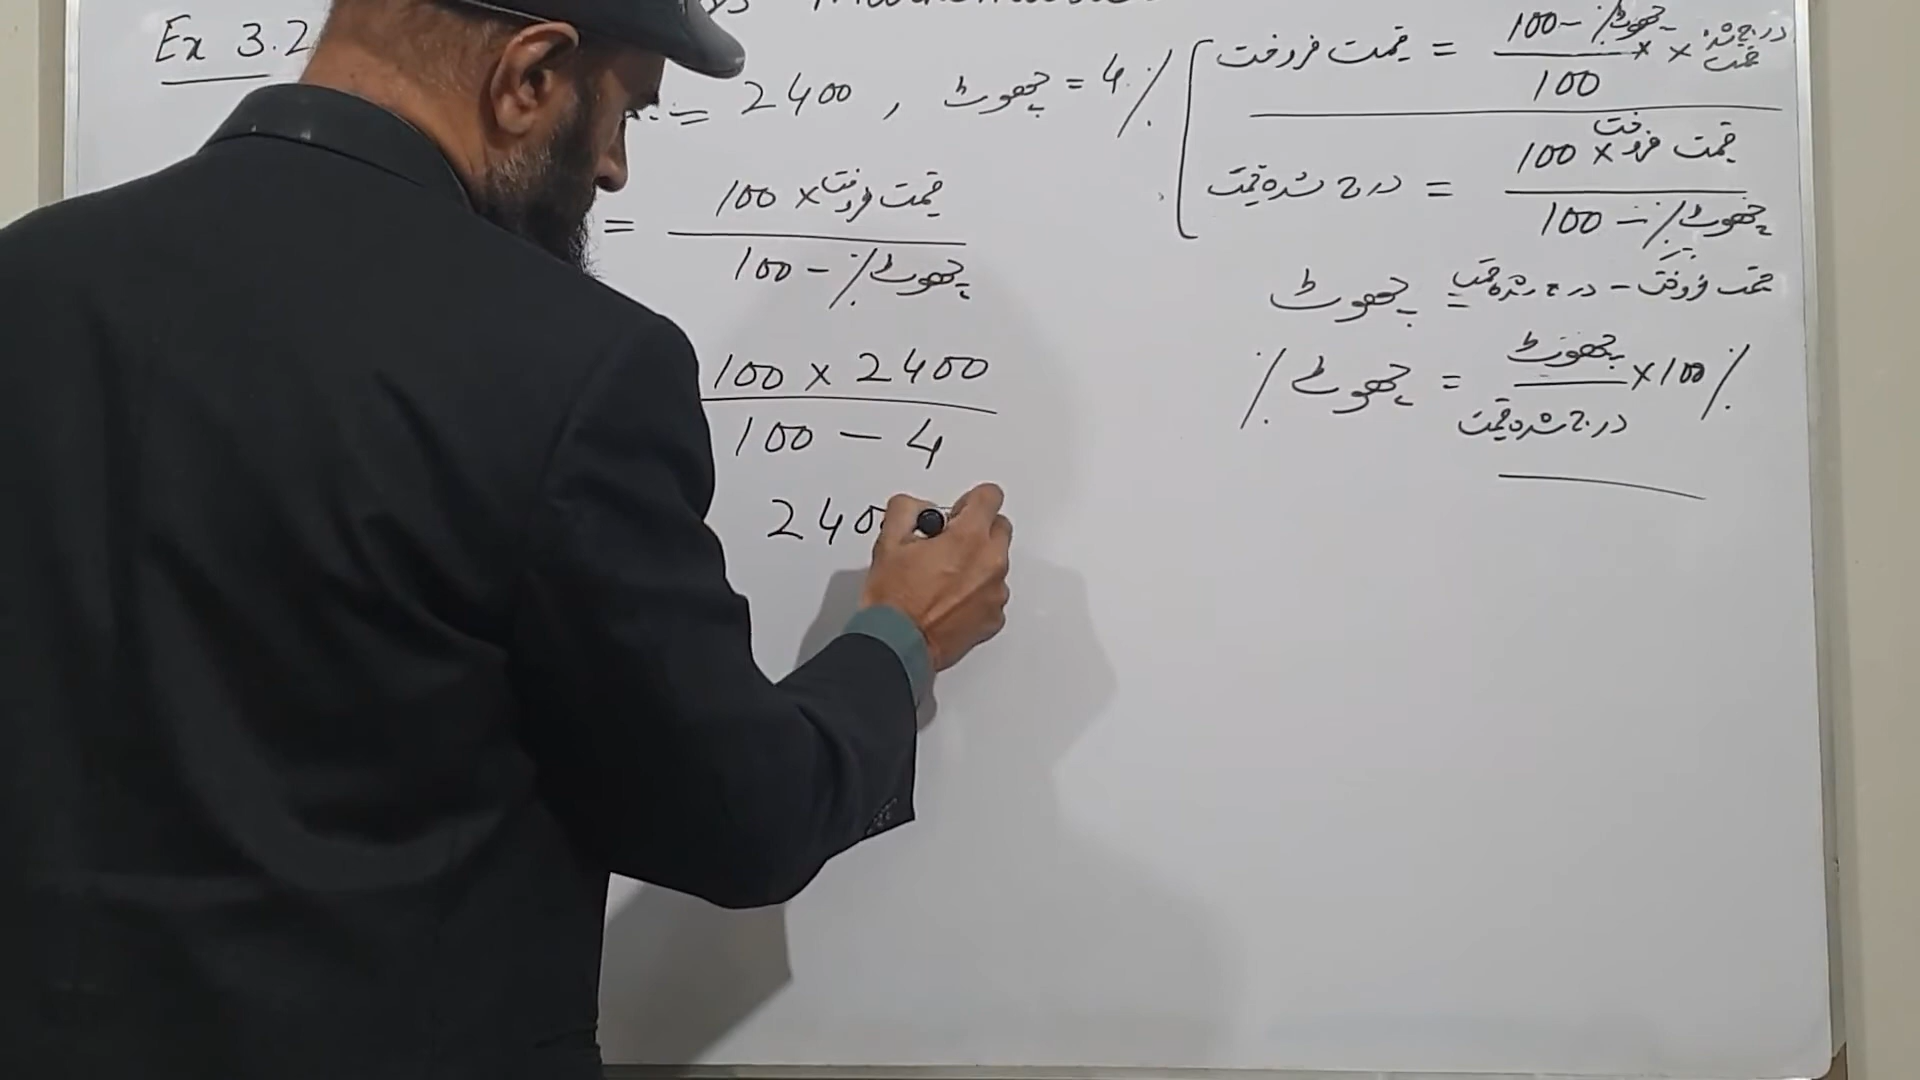 Ex 3.2
2400 , چھوٹ = 4%
= 100 × قیمت فروخت
100 - چھوٹ%
100 × 2400
100 - 4
240
قیمت فروخت = 100 - چھوٹ% × درج شدہ قیمت
100
درج شدہ قیمت = 100 × قیمت فروخت
100 - چھوٹ%
چھوٹ = درج شدہ قیمت - قیمت فروخت
چھوٹ% = چھوٹ × 100%
درج شدہ قیمت